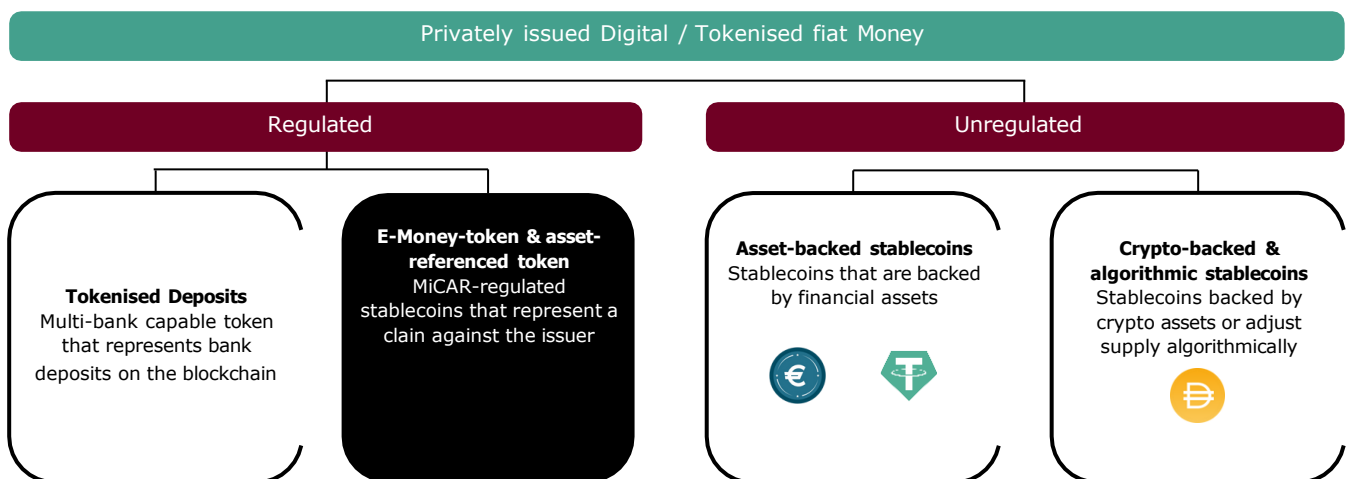 Privately issued Digital / Tokenised fiat Money
Regulated
Unregulated
Tokenised Deposits
Multi-bank capable token
that represents bank
deposits on the blockchain
E-Money-token & asset-
referenced token
MiCAR-regulated
stablecoins that represent a
clain against the issuer
Asset-backed stablecoins
Stablecoins that are backed
by financial assets
€
Crypto-backed &
algorithmic stablecoins
Stablecoins backed by
crypto assets or adjust
supply algorithmically